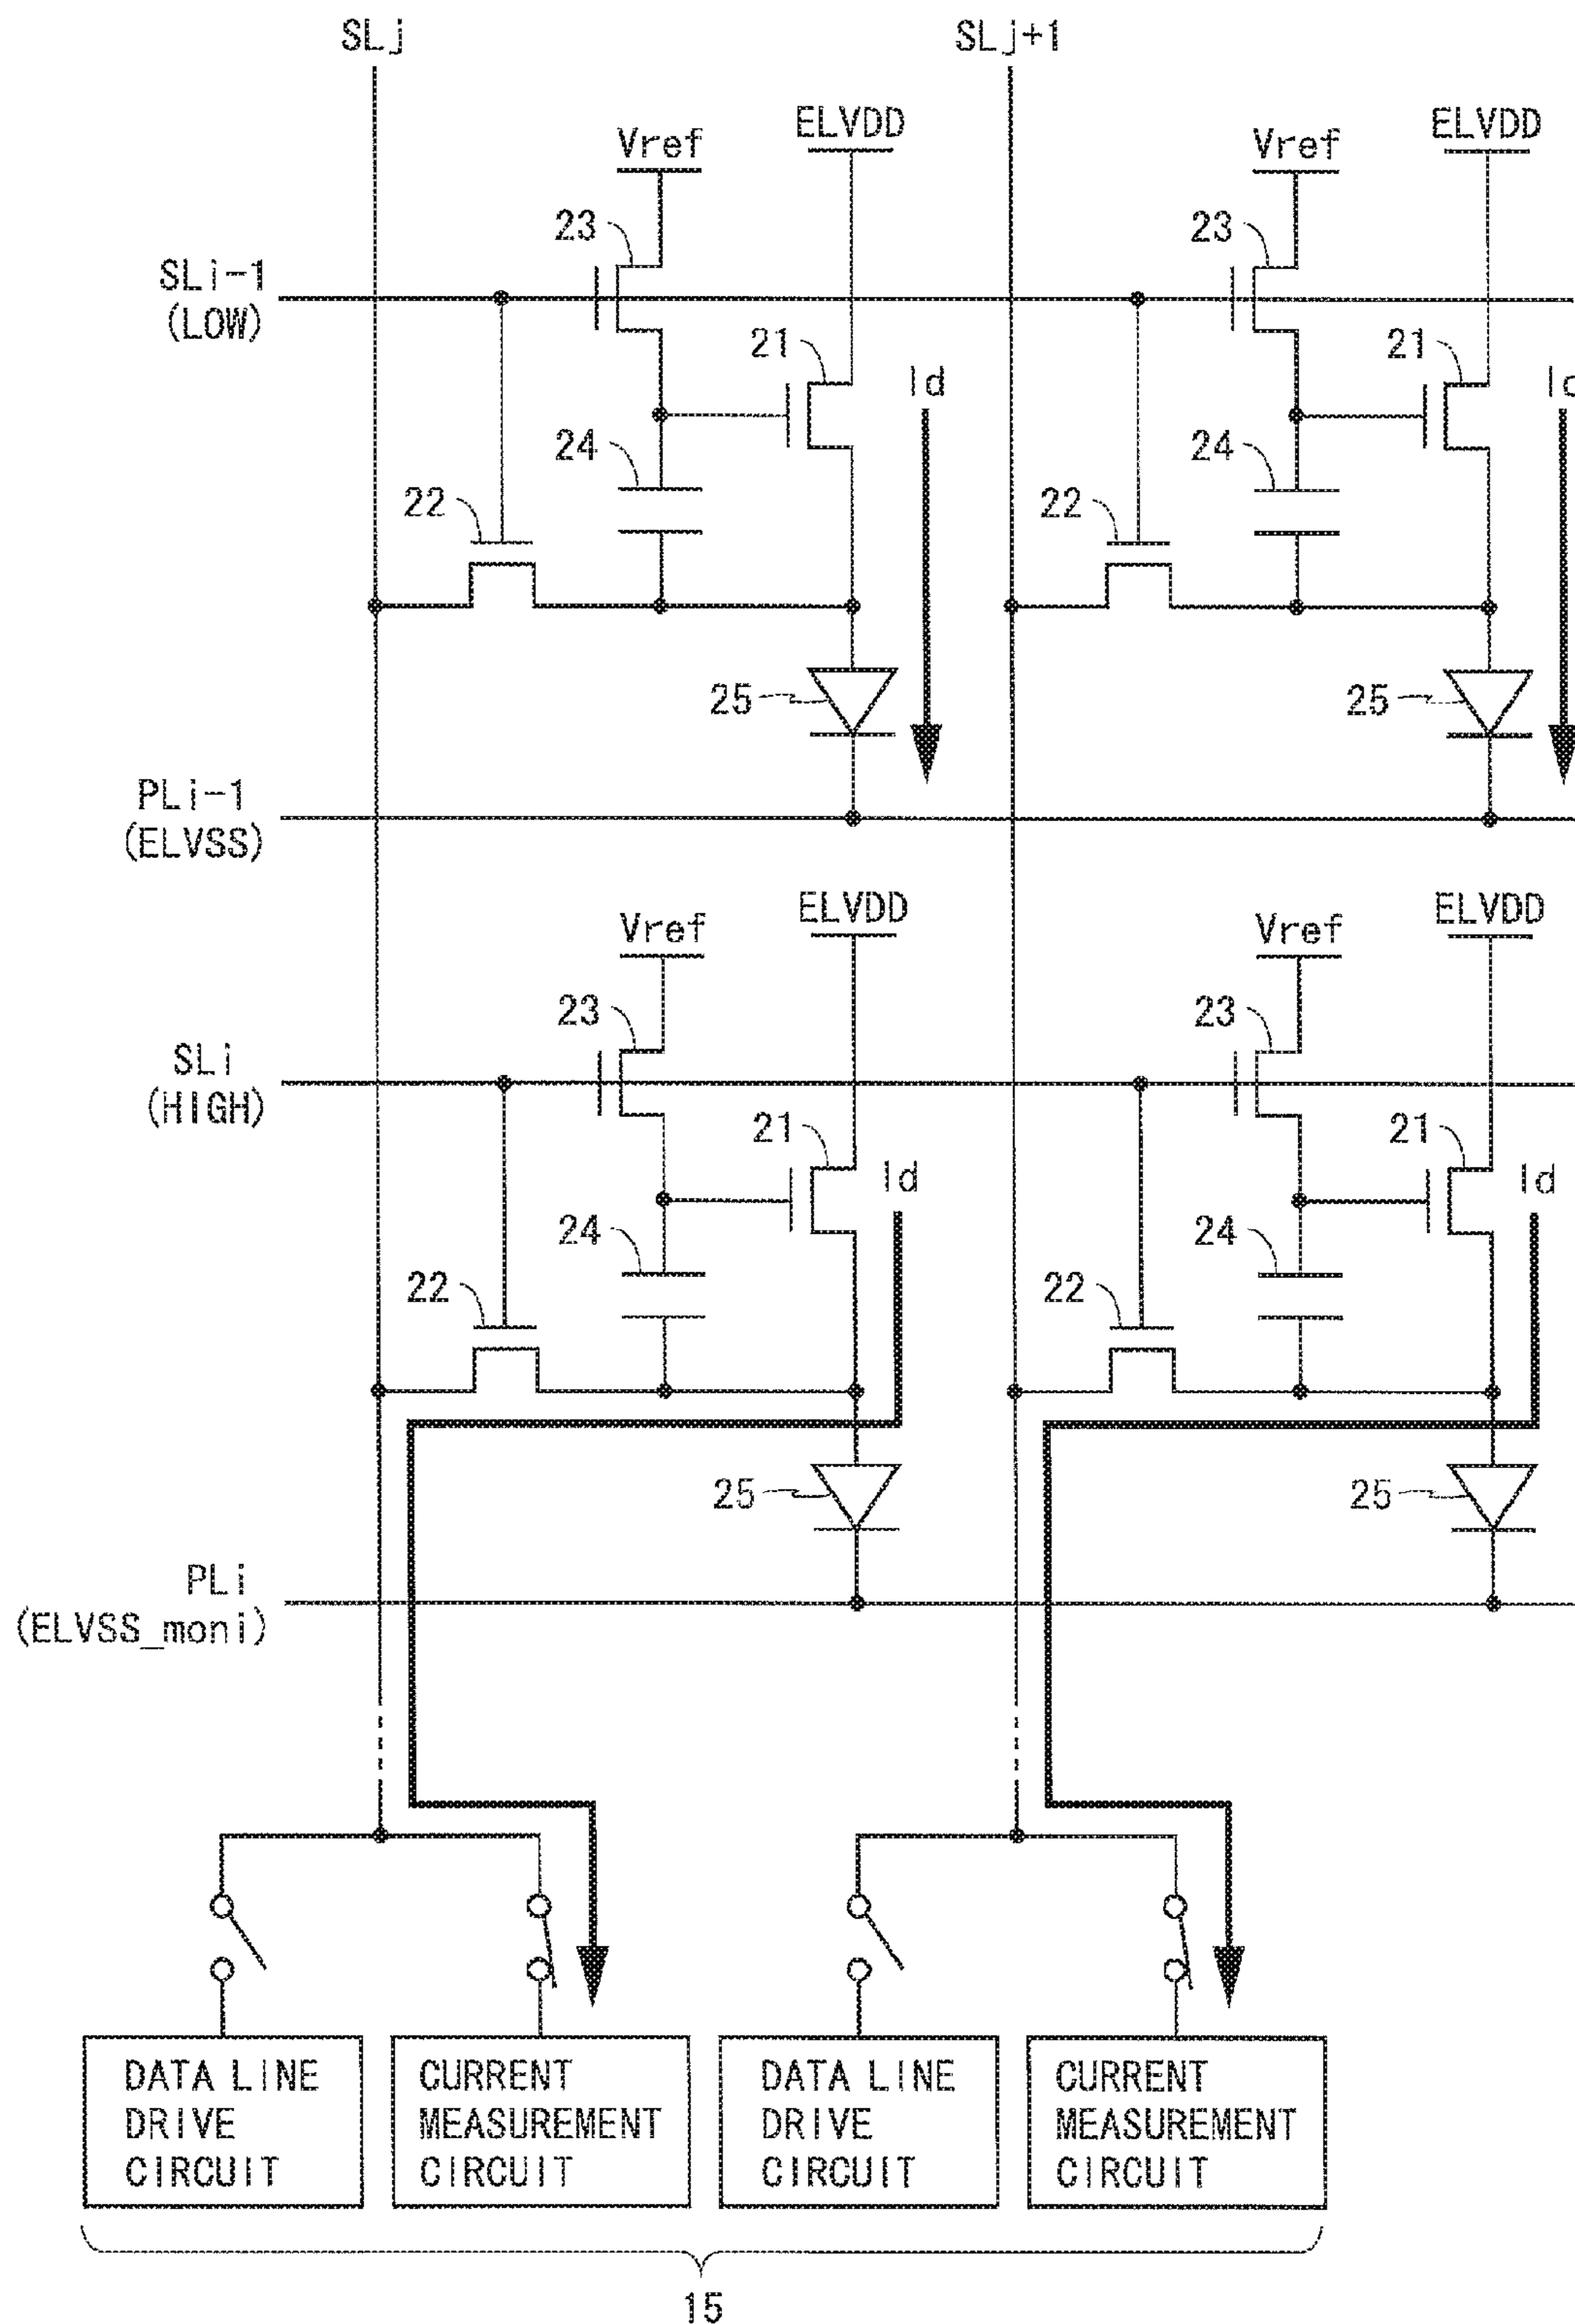 SLj SLj+1
Vref ELVDD Vref ELVDD
23 23
SLi-1
(LOW)
21 21
Id
24 24
22 22
25 25
PLi-1
(ELVSS)
Vref ELVDD Vref ELVDD
23 23
SLi
(HIGH)
21 21
Id Id
24 24
22 22
25 25
PLi
(ELVSS_moni)
DATA LINE
DRIVE
CIRCUIT
CURRENT
MEASUREMENT
CIRCUIT
DATA LINE
DRIVE
CIRCUIT
CURRENT
MEASUREMENT
CIRCUIT
15